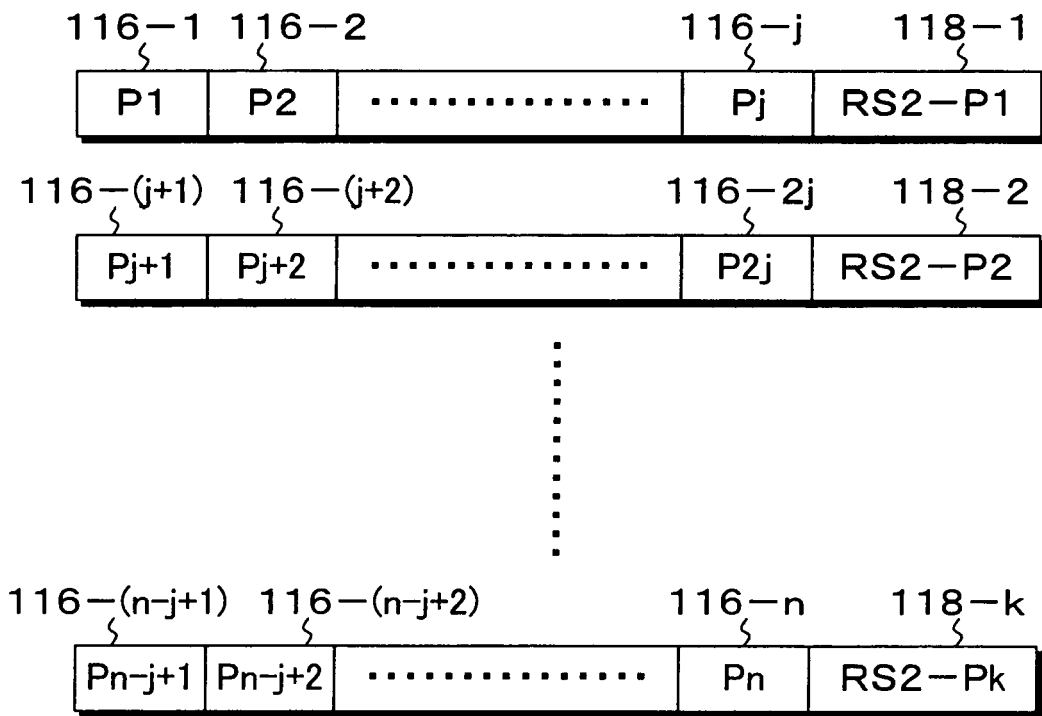 116-1 116-2 116-j 118-1
P1 P2 ............... Pj RS2-P1
116-(j+1) 116-(j+2) 116-2j 118-2
Pj+1 Pj+2 ............... P2j RS2-P2
116-(n-j+1) 116-(n-j+2) 116-n 118-k
Pn-j+1 Pn-j+2 ............... Pn RS2-Pk